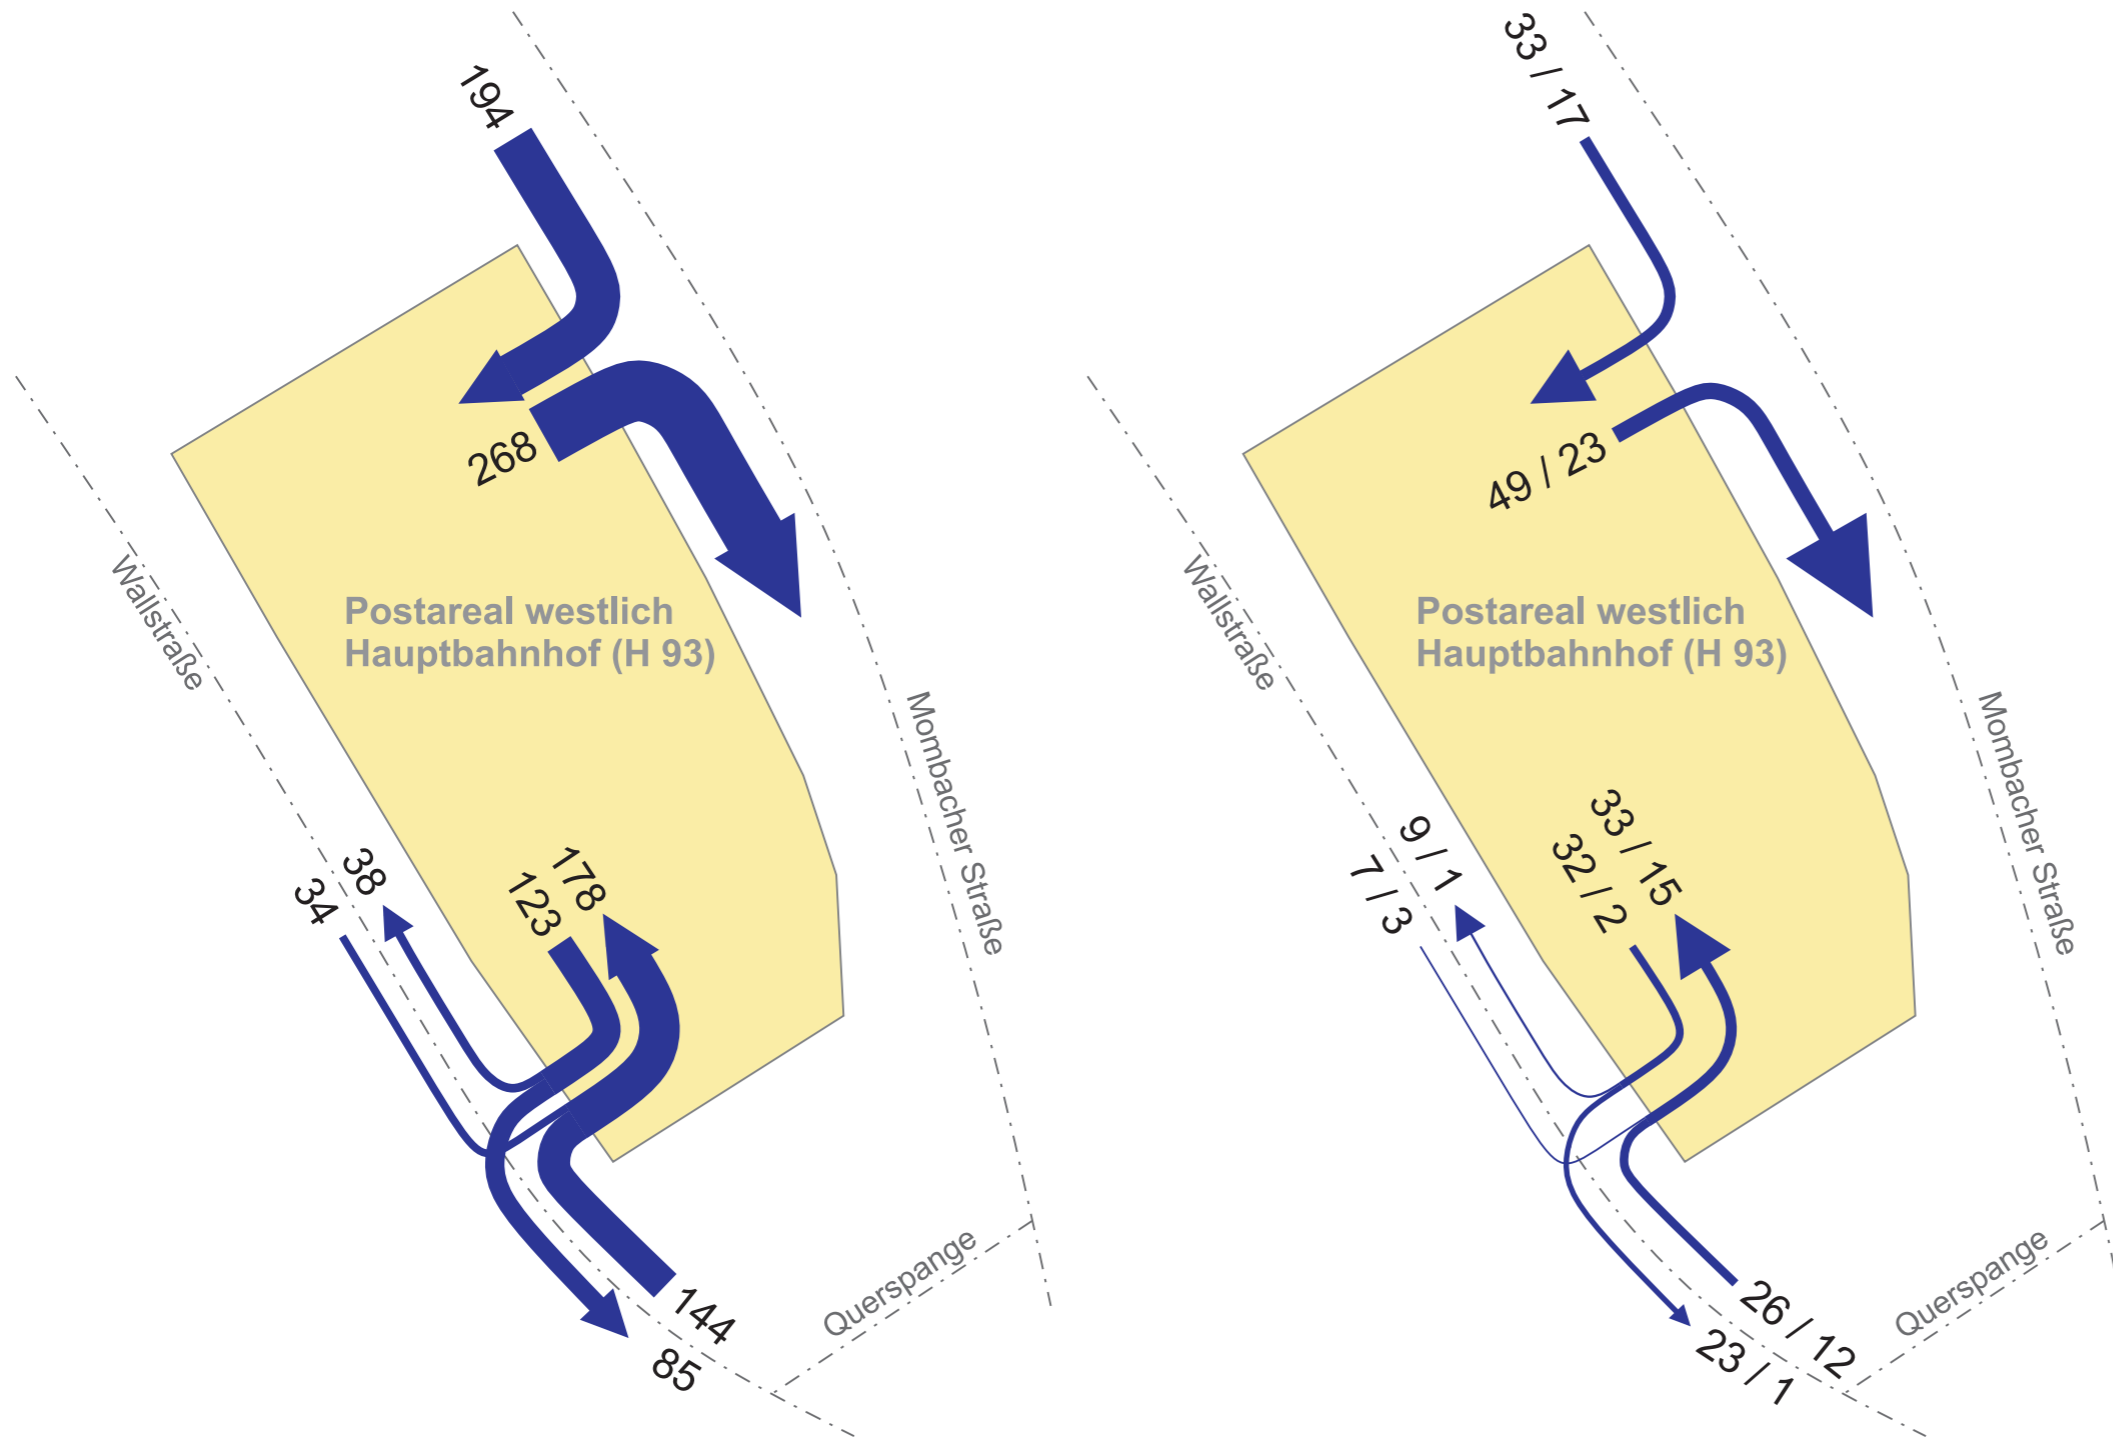 194
268
Wallstraße
Postareal westlich
Hauptbahnhof (H 93)
Mombacher Straße
38
34
178
123
144
85
Querspange
33 / 17
49 / 23
Wallstraße
Postareal westlich
Hauptbahnhof (H 93)
Mombacher Straße
9 / 1
7 / 3
33 / 15
32 / 2
26 / 12
23 / 1
Querspange